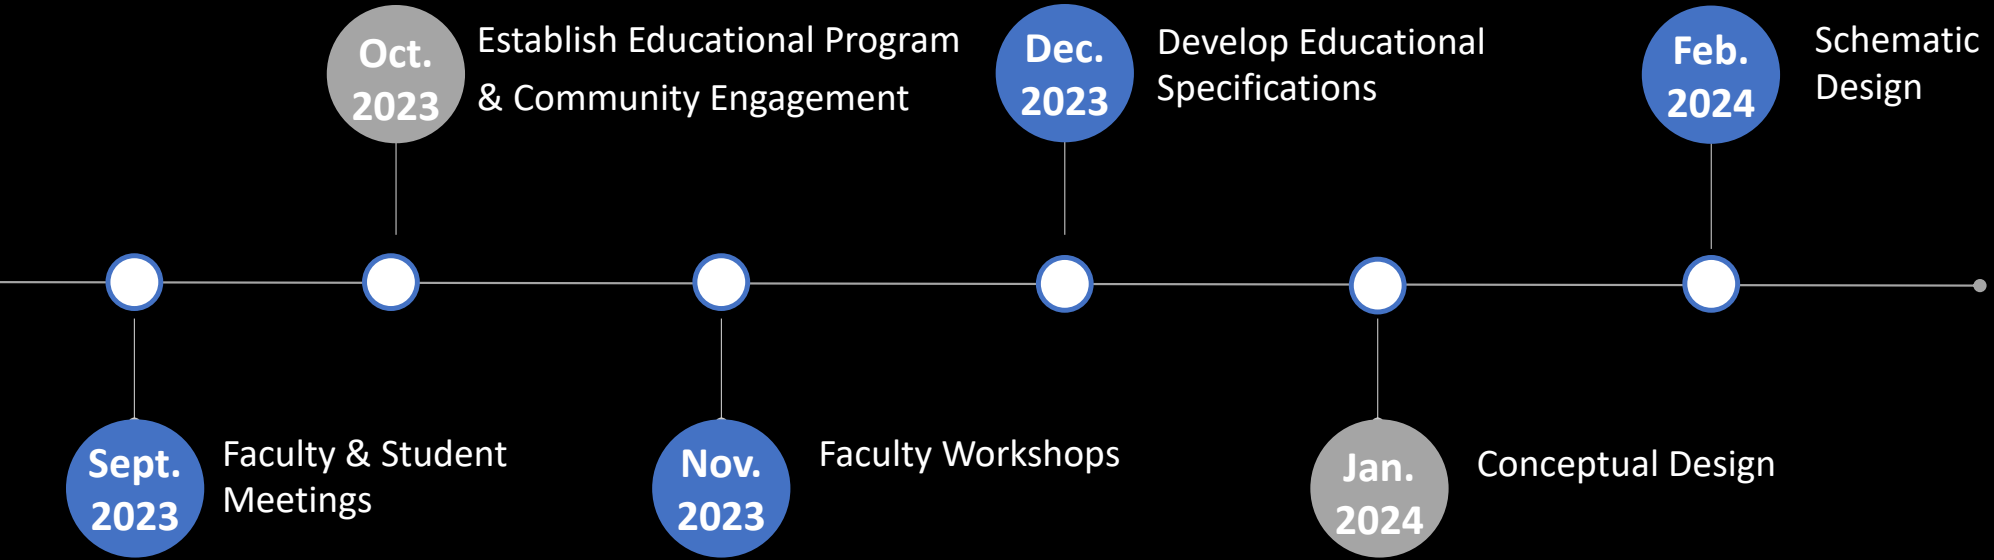 Oct.
2023
Establish Educational Program
& Community Engagement
Dec.
2023
Develop Educational
Specifications
Feb.
2024
Schematic
Design
Sept.
2023
Faculty & Student
Meetings
Nov.
2023
Faculty Workshops
Jan.
2024
Conceptual Design